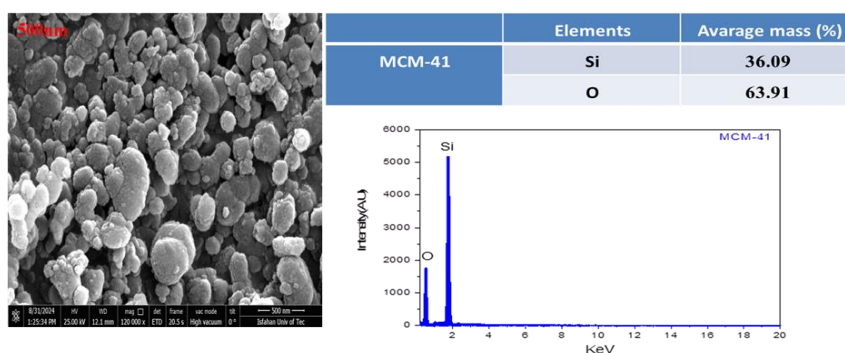 500nm
Elements Avarage mass (%)
MCM-41 Si 36.09
O 63.91
MCM-41
6000
5000
4000
3000
2000
1000
0
Intensity(AU)
Si
O
2 4 6 8 10 12 14 16 18 20
KeV
8/31/2024 HV WD mag det frame vac mode tilt 500 nm
1:25:34 PM 25.00 kV 12.1 mm 120 000 x ETD 20.5 s High vacuum 0 ° Isfahan Univ of Tec